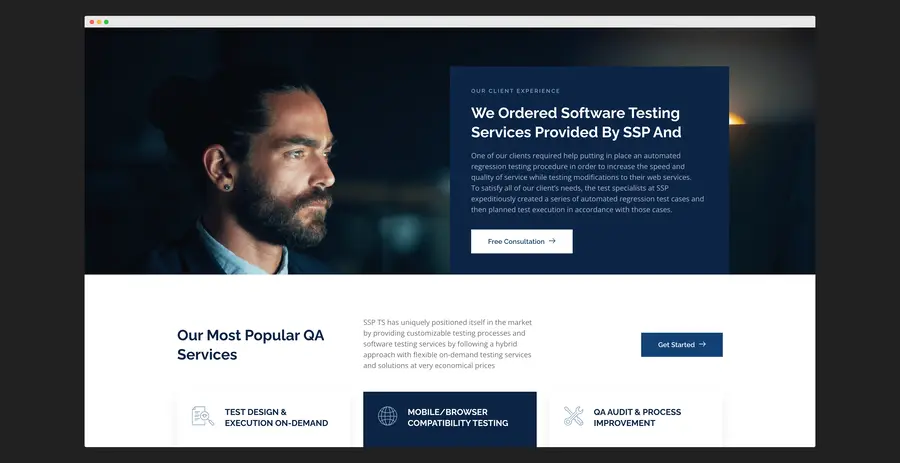 OUR CLIENT EXPERIENCE
We Ordered Software Testing
Services Provided By SSP And
One of our clients required help putting in place an automated
regression testing procedure in order to increase the speed and
quality of service while testing modifications to their web services.
To satisfy all of our client's needs, the test specialists at SSP
expeditiously created a series of automated regression test cases and
then planned test execution in accordance with those cases.
Free Consultation
Our Most Popular QA
Services
SSP TS has uniquely positioned itself in the market
by providing customizable testing processes and
software testing services by following a hybrid
approach with flexible on-demand testing services
and solutions at very economical prices
Get Started
TEST DESIGN &
EXECUTION ON-DEMAND
MOBILE/BROWSER
COMPATIBILITY TESTING
QA AUDIT & PROCESS
IMPROVEMENT